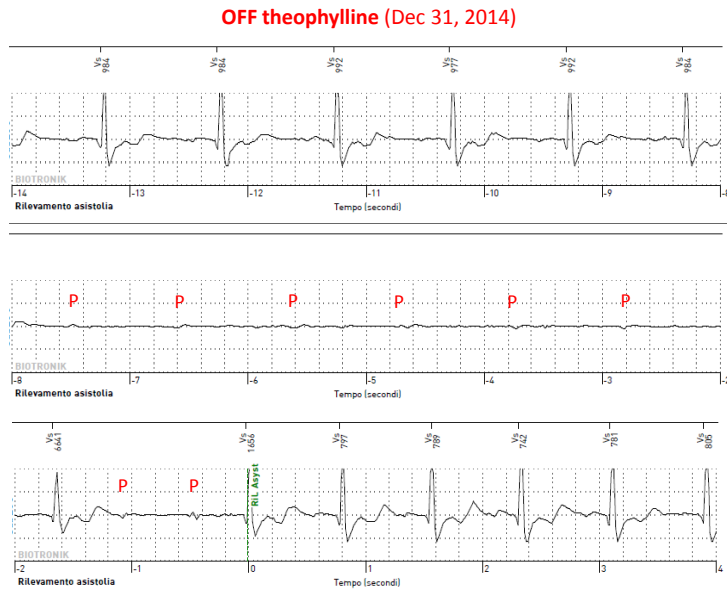 OFF theophylline (Dec 31, 2014)
Vs 984 Vs 984 Vs 992 Vs 977 Vs 992 Vs 984
BIOTRONIK
-14 -13 -12 -11 -10 -9 -8
Rilevamento asistolia Tempo (secondi)
P P P P P P
-8 -7 -6 -5 -4 -3 -2
Rilevamento asistolia Tempo (secondi)
Vs 6641 Vs 1656 Vs 797 Vs 789 Vs 742 Vs 781 Vs 805
P P
RiL Asyst
BIOTRONIK
-2 -1 0 1 2 3 4
Rilevamento asistolia Tempo (secondi)